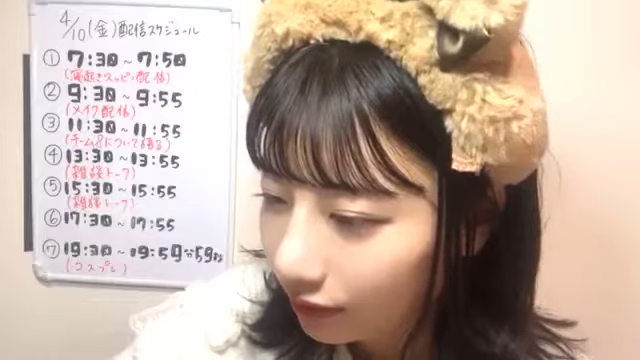 4/10(金)配信スケジュール
① 7:30~7:50
(寝起きスッピン配信)
② 9:30~9:55
(メイク配信)
③ 11:30~11:55
(チーム8について語る)
④ 13:30~13:55
(雑談トーク)
⑤ 15:30~15:55
(雑談トーク)
⑥ 17:30~17:55
⑦ 19:30~19:59分59秒
(コスプレ)